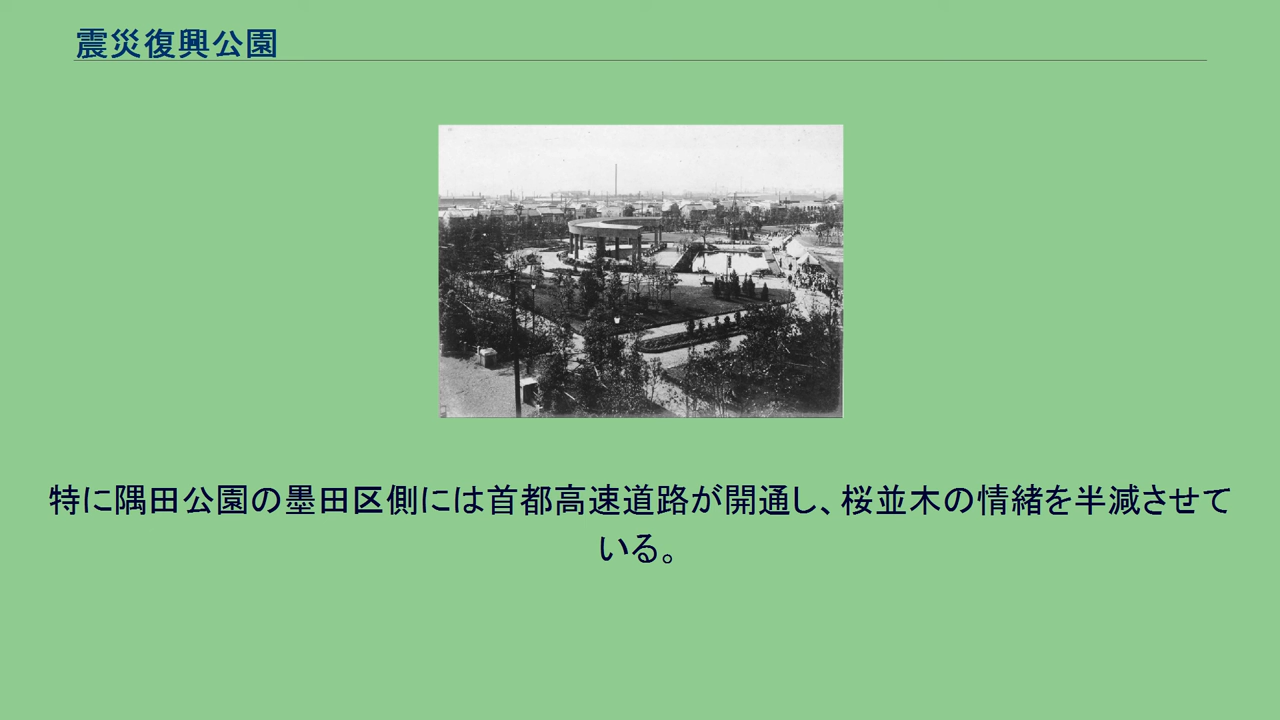 震災復興公園
特に隅田公園の墨田区側には首都高速道路が開通し、桜並木の情緒を半減させて
いる。